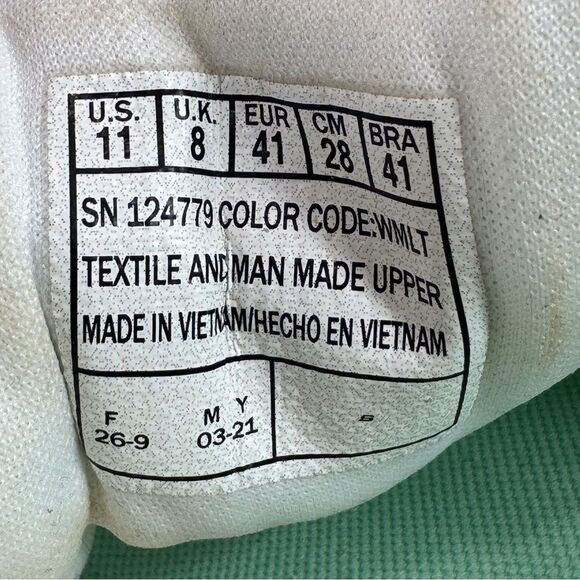 U.S. U.K. EUR CM BRA
11 8 41 28 41
SN 124779 COLOR CODE:WMLT
TEXTILE AND MAN MADE UPPER
MADE IN VIETNAM/HECHO EN VIETNAM
F M Y
26-9 03-21